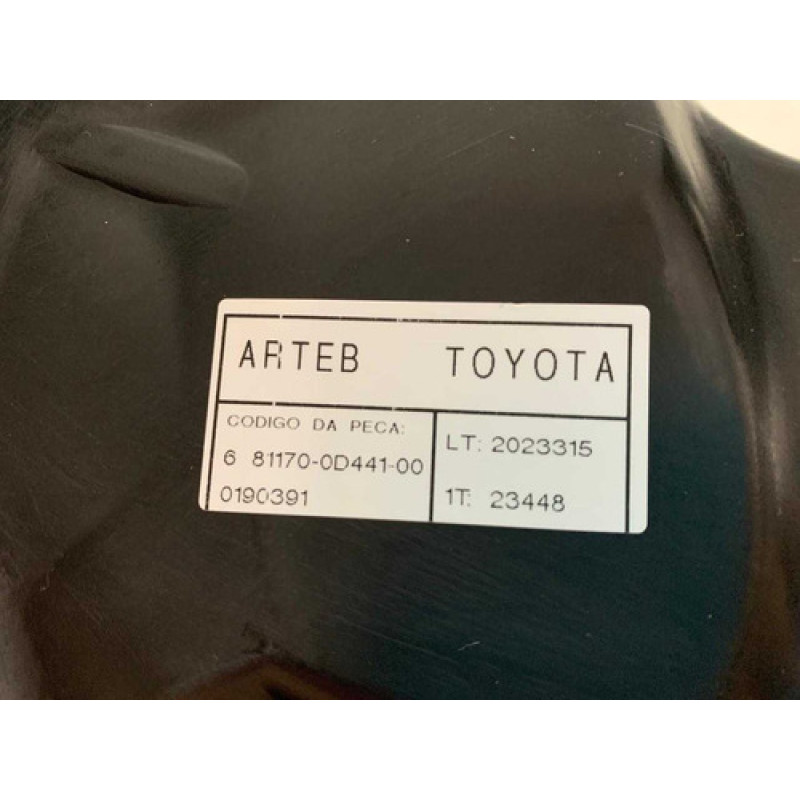 ARTEB TOYOTA
CODIGO DA PECA:
6 81170-0D441-00
0190391
LT: 2023315
1T: 23448